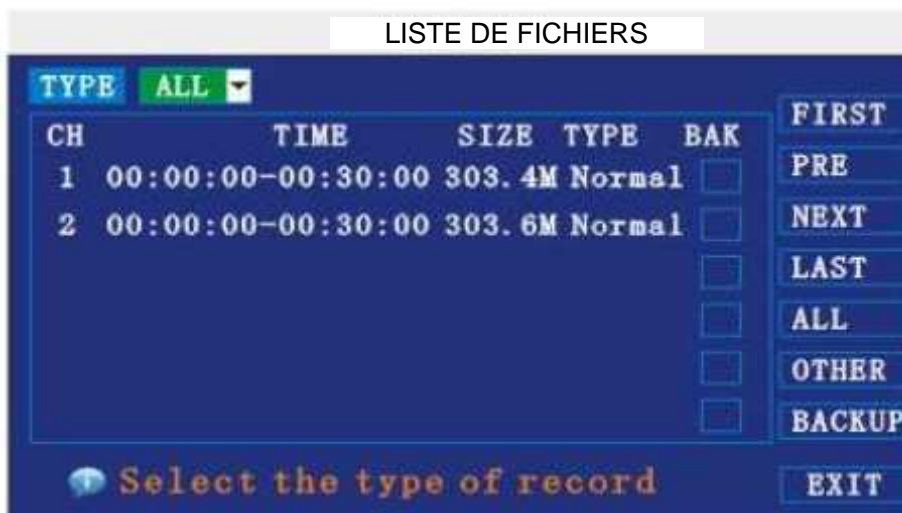 LISTE DE FICHIERS
TYPE ALL
CH TIME SIZE TYPE BAK
1 00:00:00-00:30:00 303.4M Normal
2 00:00:00-00:30:00 303.6M Normal
FIRST
PRE
NEXT
LAST
ALL
OTHER
BACKUP
Select the type of record
EXIT